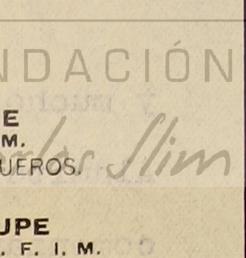 NDACIÓN
E
M.
Carlos Slim
UEROS.
UPE
. F. I. M.